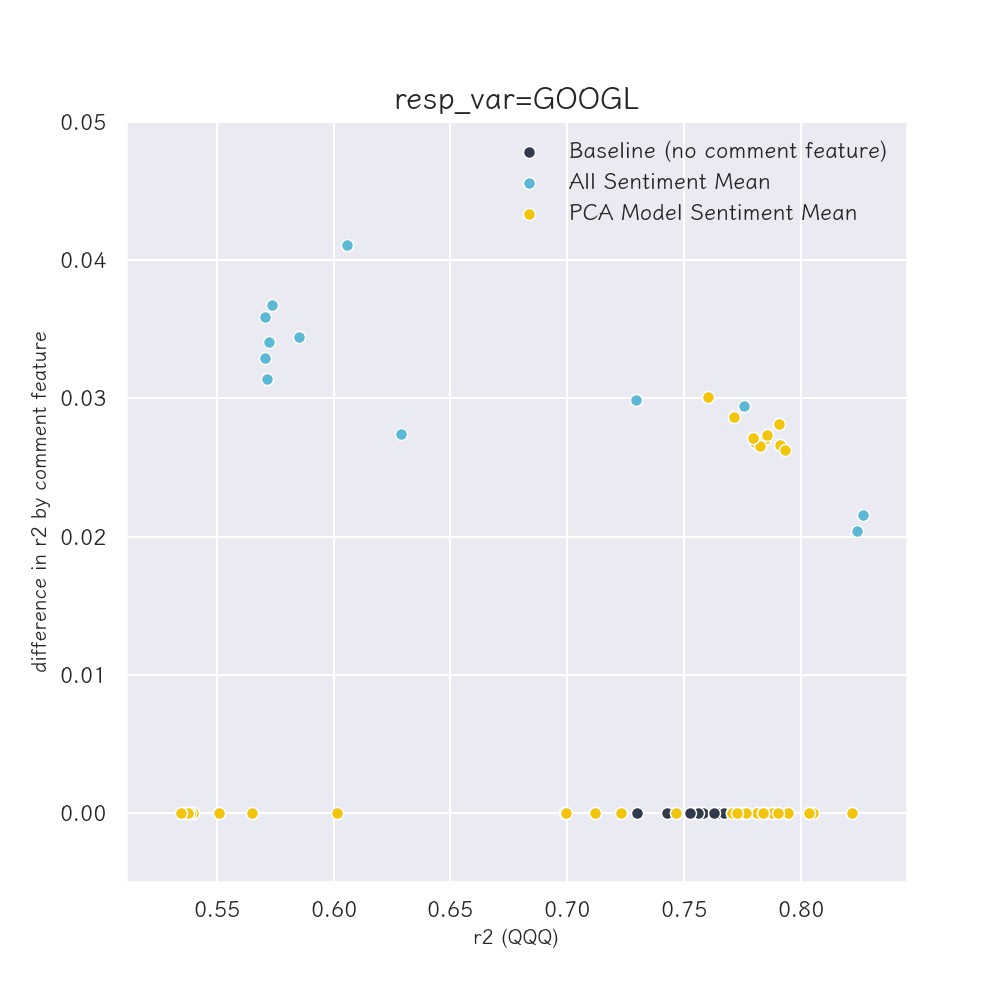 resp_var=GOOGL
0.05
0.04
0.03
0.02
0.01
0.00
difference in r2 by comment feature
Baseline (no comment feature)
All Sentiment Mean
PCA Model Sentiment Mean
0.55 0.60 0.65 0.70 0.75 0.80
r2 (QQQ)